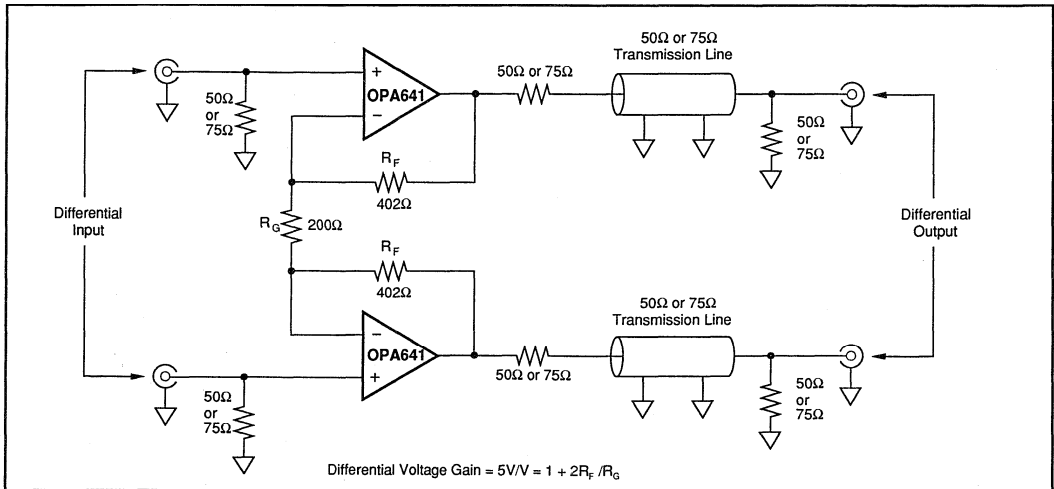 50Ω or 75Ω
Transmission Line
50Ω or 75Ω
+
OPA641
−
50Ω
or
75Ω
50Ω
or
75Ω
R_F
402Ω
Differential
Input
R_G 200Ω
Differential
Output
R_F
402Ω
50Ω or 75Ω
Transmission Line
−
OPA641
+
50Ω or 75Ω
50Ω
or
75Ω
50Ω
or
75Ω
Differential Voltage Gain = 5V/V = 1 + 2R_F /R_G